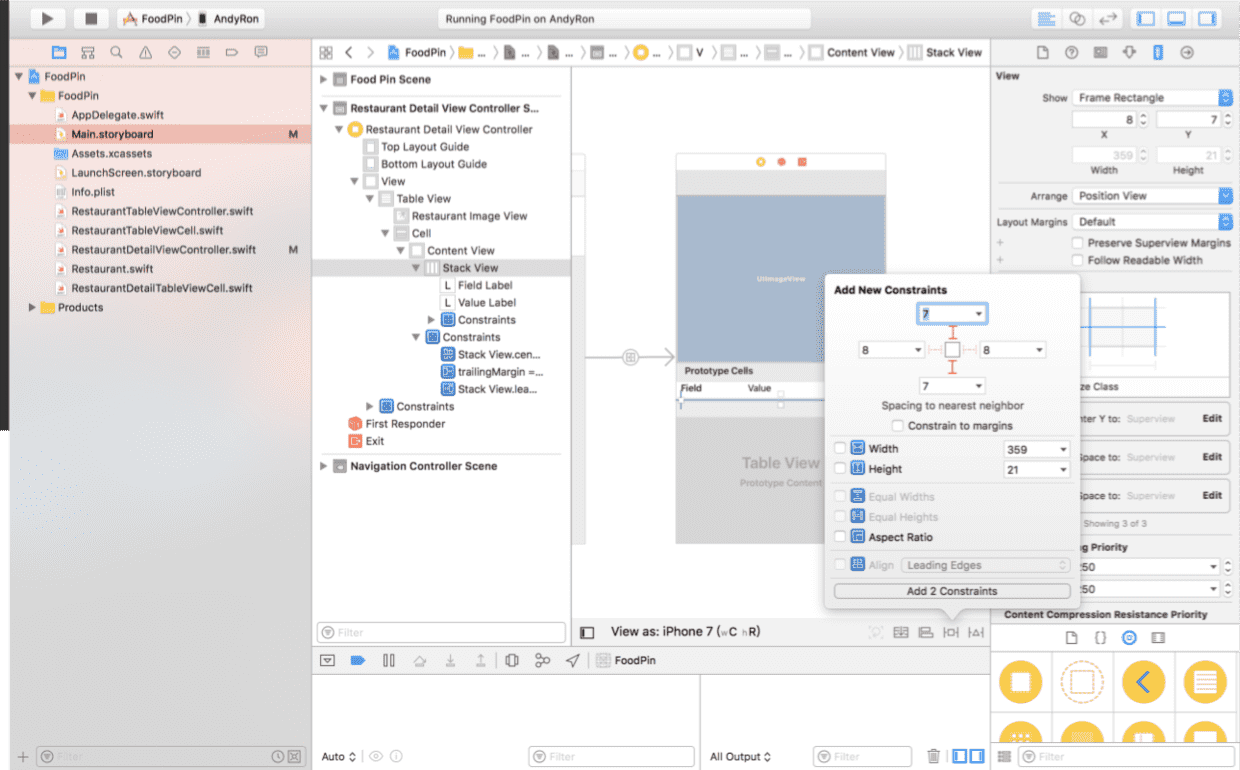 FoodPin AndyRon
Running FoodPin on AndyRon
FoodPin ... ... ... ... ... V ... ... Content View Stack View
FoodPin
FoodPin
AppDelegate.swift
Main.storyboard M
Assets.xcassets
LaunchScreen.storyboard
Info.plist
RestaurantTableViewController.swift
RestaurantTableViewCell.swift
RestaurantDetailViewController.swift M
Restaurant.swift
RestaurantDetailTableViewCell.swift
Products
Filter
Food Pin Scene
Restaurant Detail View Controller S...
Restaurant Detail View Controller
Top Layout Guide
Bottom Layout Guide
View
Table View
Restaurant Image View
Cell
Content View
Stack View
L Field Label
L Value Label
Constraints
Constraints
Stack View.cen...
trailingMargin =...
Stack View.lea...
Constraints
First Responder
Exit
Navigation Controller Scene
Filter
UIImageView
Prototype Cells
Field Value
Table View
Prototype Content
View as: iPhone 7 (wC hR)
Add New Constraints
7
8 8
7
Spacing to nearest neighbor
Constrain to margins
Width 359
Height 21
Equal Widths
Equal Heights
Aspect Ratio
Align Leading Edges
Add 2 Constraints
View
Show Frame Rectangle
8 7
X Y
359 21
Width Height
Arrange Position View
Layout Margins Default
Preserve Superview Margins
Follow Readable Width
ze Class
nter Y to: Superview Edit
Space to: Superview Edit
Space to: Superview Edit
Showing 3 of 3
ng Priority
250
250
Content Compression Resistance Priority
FoodPin
Auto
Filter
All Output
Filter
Filter